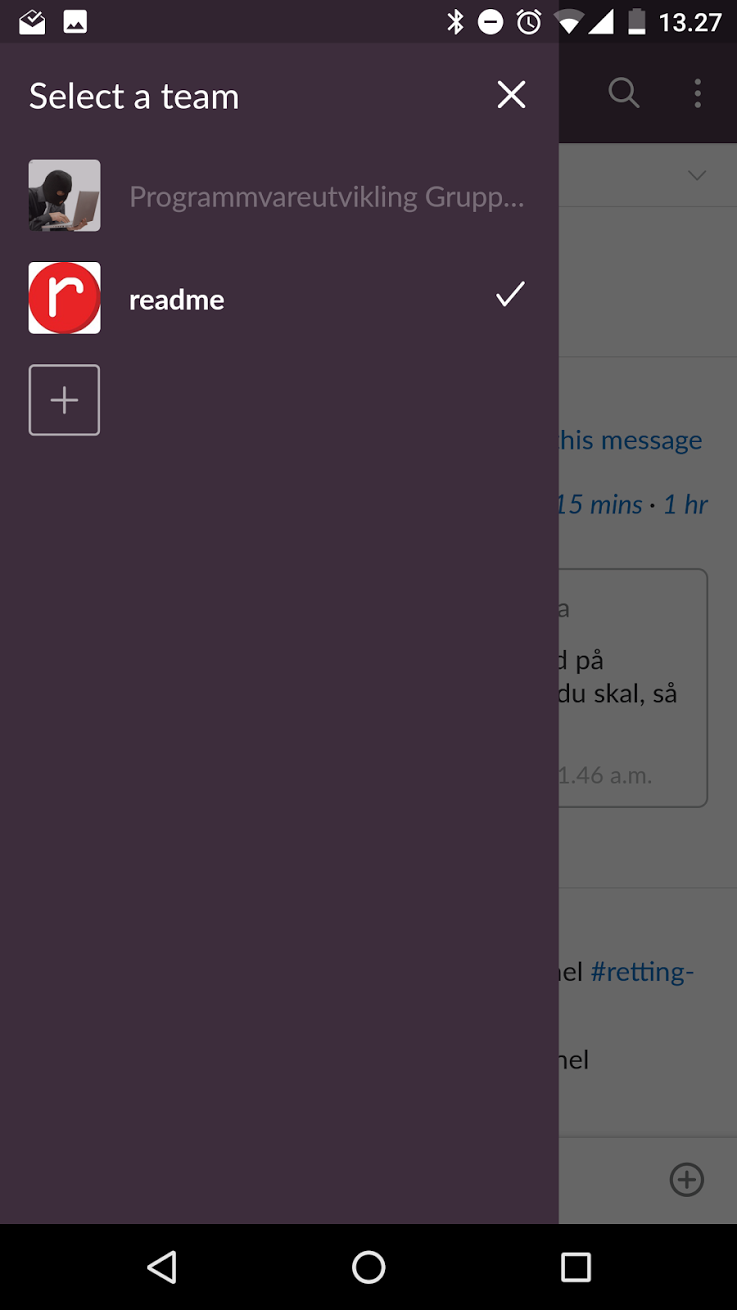 13.27
Select a team
Programmvareutvikling Grupp...
readme
his message
15 mins · 1 hr
a
d på
du skal, så
1.46 a.m.
nel #retting-
nel